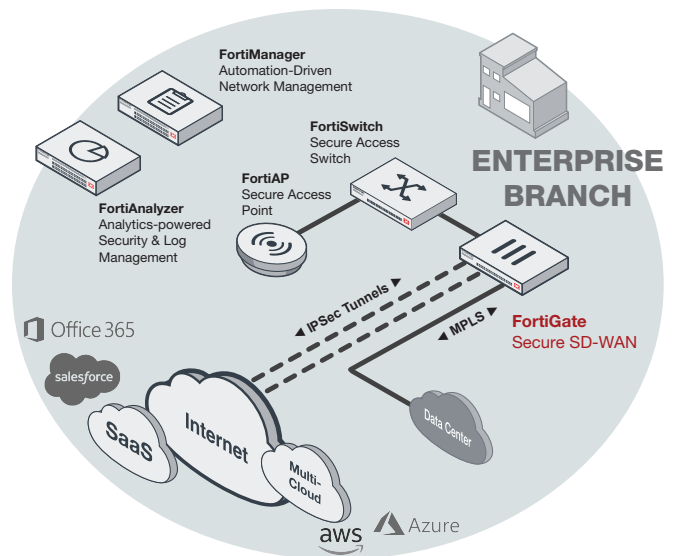 FortiManager
Automation-Driven
Network Management
FortiSwitch
Secure Access
Switch
ENTERPRISE
BRANCH
FortiAP
Secure Access
Point
FortiAnalyzer
Analytics-powered
Security & Log
Management
◄ IPSec Tunnels ►
◄ MPLS ►
FortiGate
Secure SD-WAN
Office 365
salesforce
SaaS
Internet
Multi-
Cloud
Data Center
aws
Azure